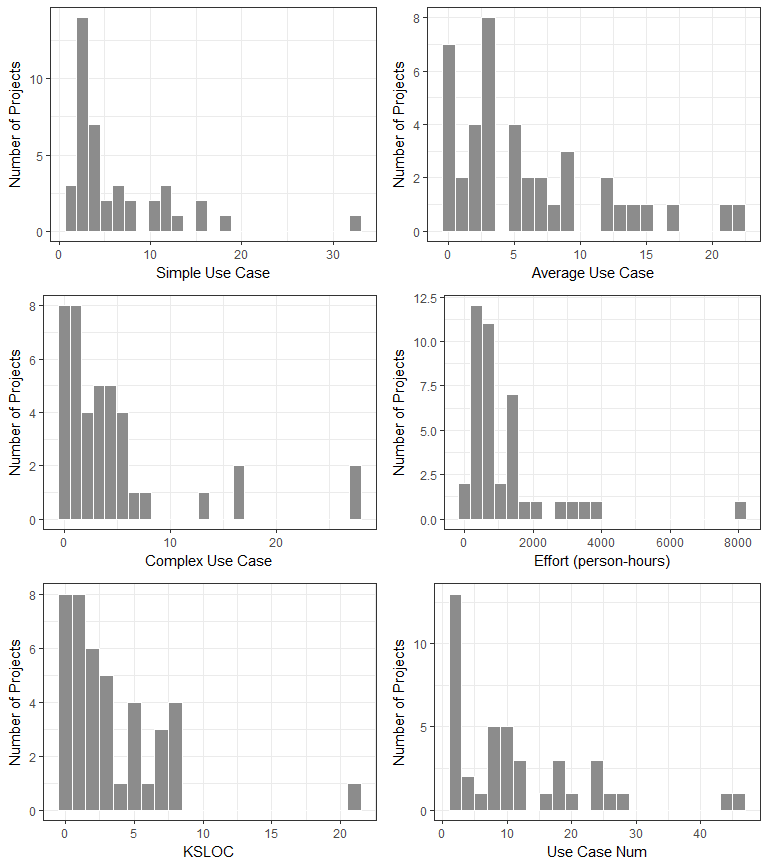 Number of Projects
10
5
0
0 10 20 30
Simple Use Case
Number of Projects
8
6
4
2
0
0 5 10 15 20
Average Use Case
Number of Projects
8
6
4
2
0
0 10 20
Complex Use Case
Number of Projects
12.5
10.0
7.5
5.0
2.5
0.0
0 2000 4000 6000 8000
Effort (person-hours)
Number of Projects
8
6
4
2
0
0 5 10 15 20
KSLOC
Number of Projects
10
5
0
0 10 20 30 40
Use Case Num